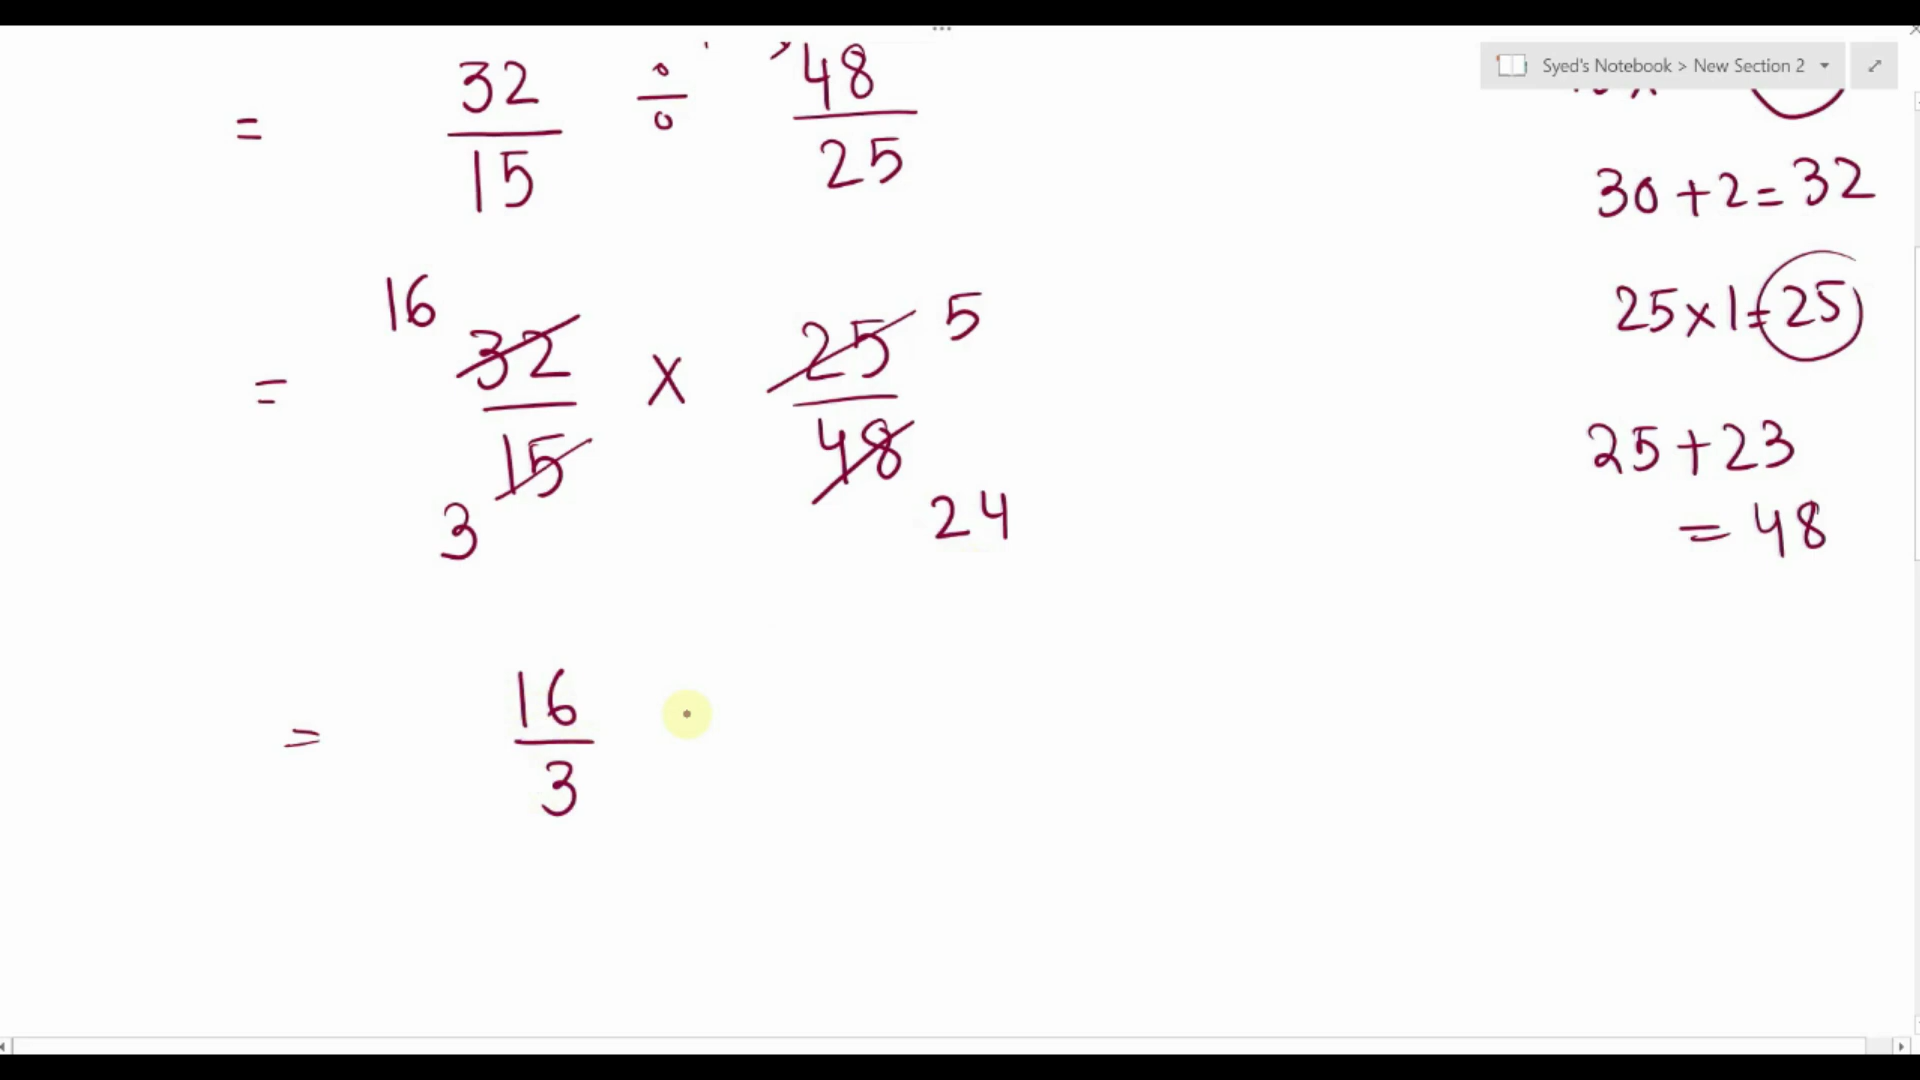 Syed's Notebook > New Section 2
= 32/15 ÷ 48/25
30 + 2 = 32
25 x 1 = 25
16 5
= 32/15 x 25/48
3 24
25 + 23
= 48
= 16/3